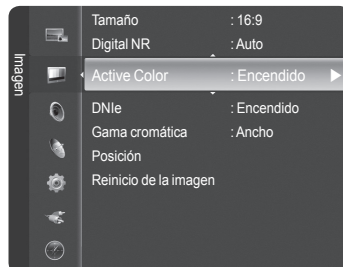 Imagen
Tamaño : 16:9
Digital NR : Auto
Active Color : Encendido
DNIe : Encendido
Gama cromática : Ancho
Posición
Reinicio de la imagen